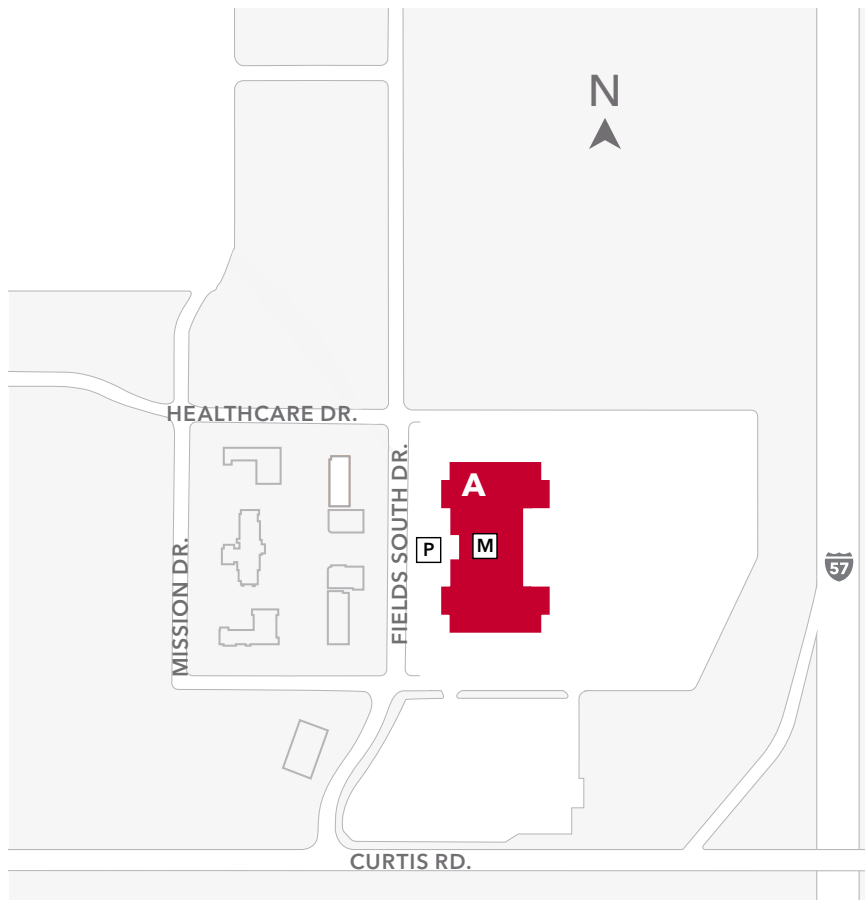 N
HEALTHCARE DR.
A
FIELDS SOUTH DR.
P
M
MISSION DR.
57
CURTIS RD.